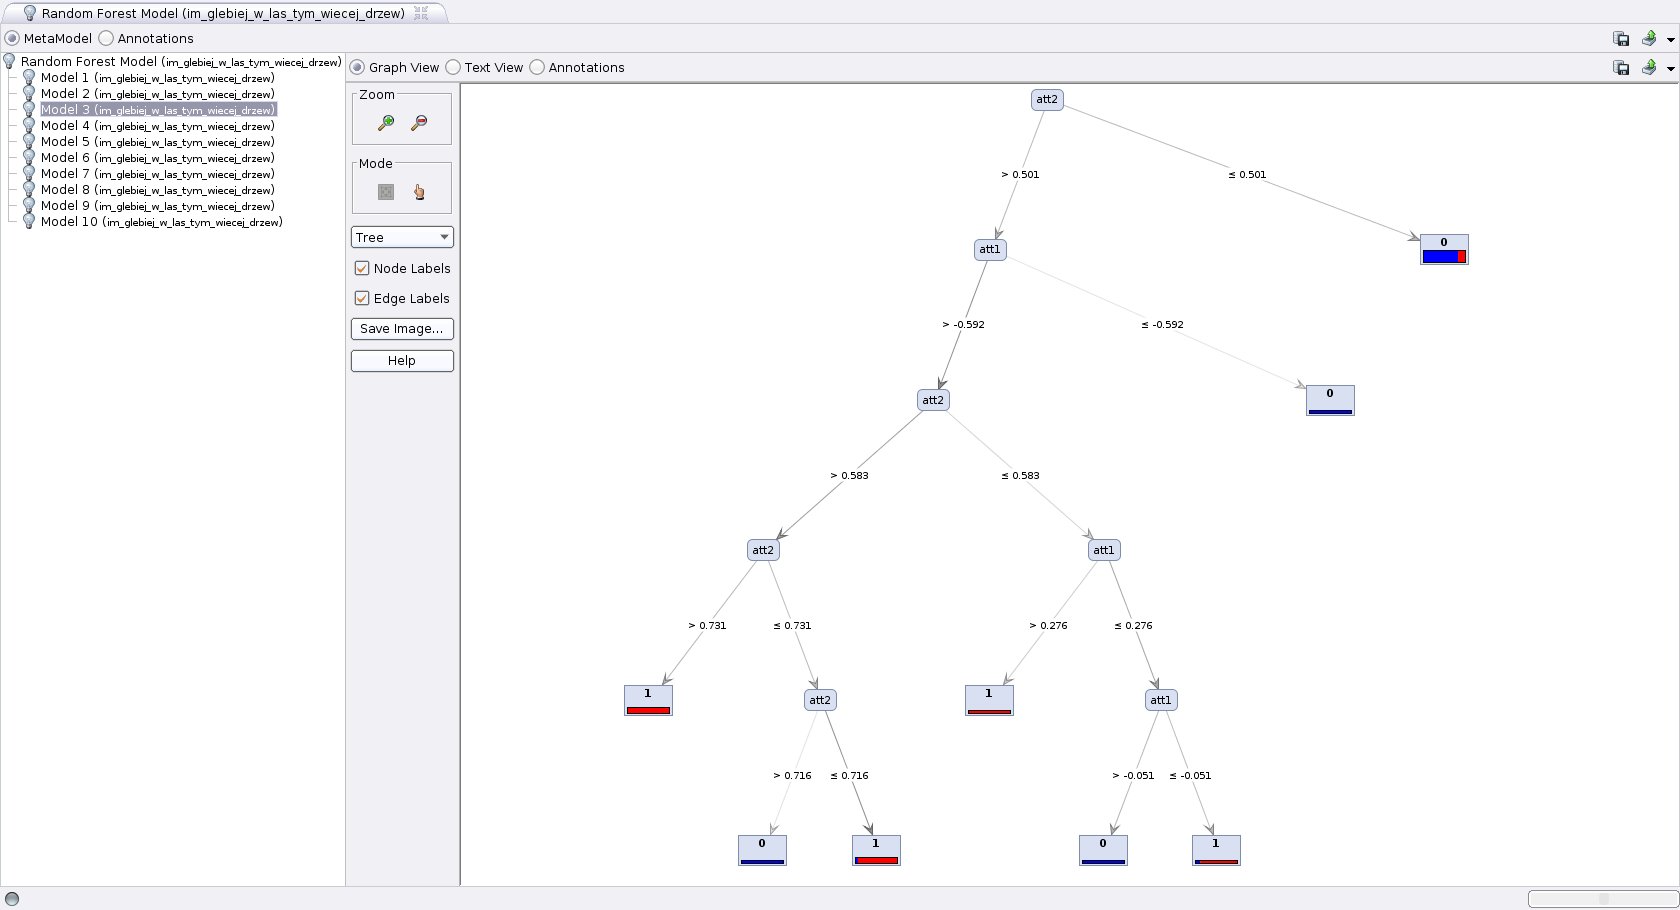 Random Forest Model (im_glebiej_w_las_tym_wiecej_drzew)
MetaModel Annotations
Random Forest Model (im_glebiej_w_las_tym_wiecej_drzew)
Model 1 (im_glebiej_w_las_tym_wiecej_drzew)
Model 2 (im_glebiej_w_las_tym_wiecej_drzew)
Model 3 (im_glebiej_w_las_tym_wiecej_drzew)
Model 4 (im_glebiej_w_las_tym_wiecej_drzew)
Model 5 (im_glebiej_w_las_tym_wiecej_drzew)
Model 6 (im_glebiej_w_las_tym_wiecej_drzew)
Model 7 (im_glebiej_w_las_tym_wiecej_drzew)
Model 8 (im_glebiej_w_las_tym_wiecej_drzew)
Model 9 (im_glebiej_w_las_tym_wiecej_drzew)
Model 10 (im_glebiej_w_las_tym_wiecej_drzew)
Graph View Text View Annotations
Zoom
Mode
Tree
Node Labels
Edge Labels
Save Image...
Help
att2
> 0.501 ≤ 0.501
att1 0
> -0.592 ≤ -0.592
att2 0
> 0.583 ≤ 0.583
att2 att1
> 0.731 ≤ 0.731 > 0.276 ≤ 0.276
1 att2 1 att1
> 0.716 ≤ 0.716 > -0.051 ≤ -0.051
0 1 0 1